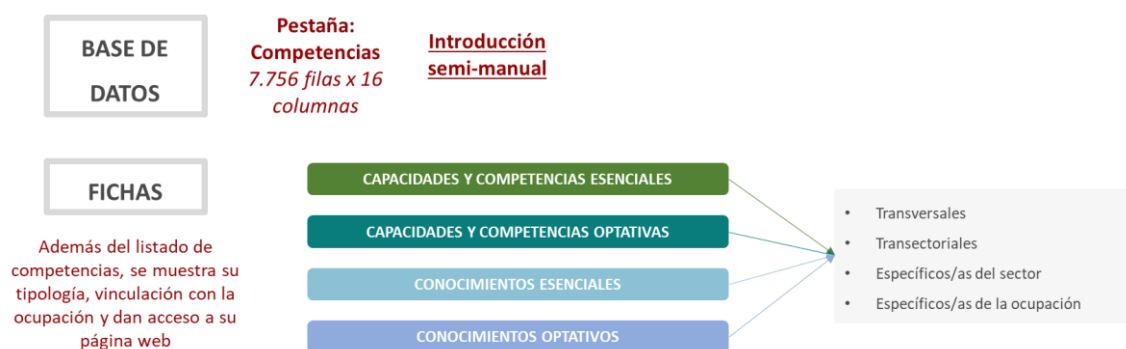 BASE DE
DATOS
Pestaña:
Competencias
7.756 filas x 16
columnas
Introducción
semi-manual
FICHAS
Además del listado de
competencias, se muestra su
tipología, vinculación con la
ocupación y dan acceso a su
página web
CAPACIDADES Y COMPETENCIAS ESENCIALES
CAPACIDADES Y COMPETENCIAS OPTATIVAS
CONOCIMIENTOS ESENCIALES
CONOCIMIENTOS OPTATIVOS
• Transversales
• Transectoriales
• Específicos/as del sector
• Específicos/as de la ocupación